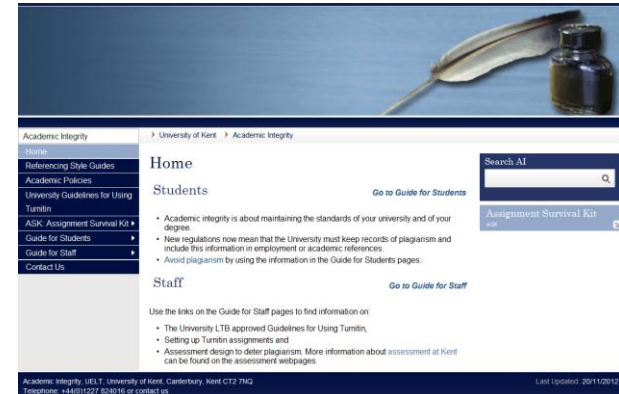 Academic Integrity
Home
Referencing Style Guides
Academic Policies
University Guidelines for Using
Turnitin
ASK: Assignment Survival Kit
Guide for Students
Guide for Staff
Contact Us
University of Kent
Academic Integrity
Home
Students
Go to Guide for Students
• Academic integrity is about maintaining the standards of your university and of your
degree.
• New regulations now mean that the University must keep records of plagiarism and
include this information in employment or academic references.
• Avoid plagiarism by using the information in the Guide for Students pages.
Staff
Go to Guide for Staff
Use the links on the Guide for Staff pages to find information on:
• The University LTB approved Guidelines for Using Turnitin,
• Setting up Turnitin assignments and
• Assessment design to deter plagiarism. More information about assessment at Kent
can be found on the assessment webpages.
Search AI
Assignment Survival Kit
ASK
Academic Integrity, UELT, University of Kent, Canterbury, Kent CT2 7NQ
Telephone: +44(0)1227 824016 or contact us
Last Updated: 20/11/2012